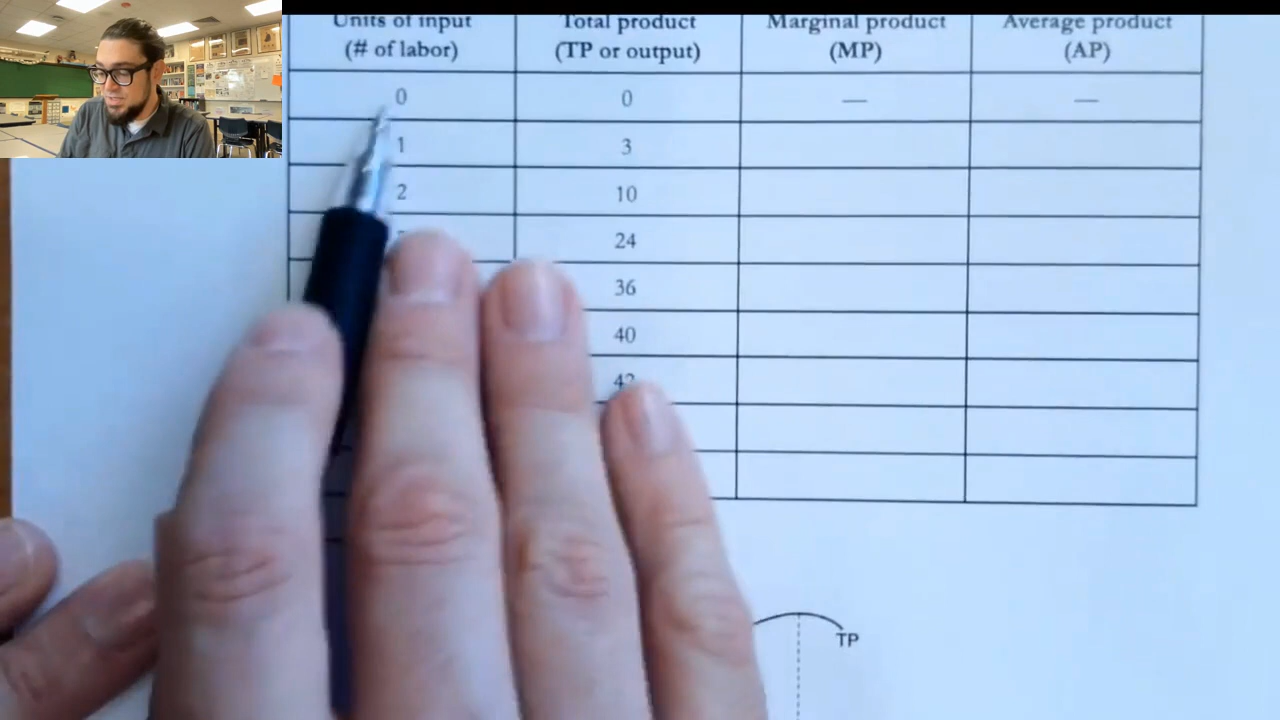 Units of input Total product Marginal product Average product
(# of labor) (TP or output) (MP) (AP)
0 0 — —
1 3
2 10
24
36
40
42
TP